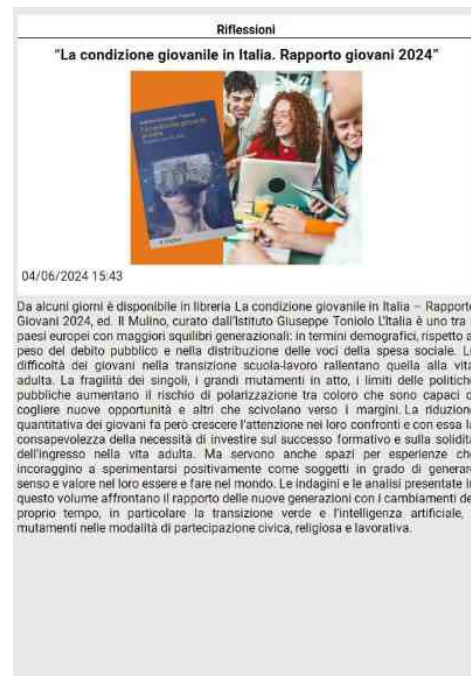 Riflessioni
"La condizione giovanile in Italia. Rapporto giovani 2024"
04/06/2024 15:43
Da alcuni giorni è disponibile in libreria La condizione giovanile in Italia – Rapporto
Giovani 2024, ed. Il Mulino, curato dall'Istituto Giuseppe Toniolo L'Italia è uno tra i
paesi europei con maggiori squilibri generazionali: in termini demografici, rispetto al
peso del debito pubblico e nella distribuzione delle voci della spesa sociale. Le
difficoltà dei giovani nella transizione scuola-lavoro rallentano quella alla vita
adulta. La fragilità dei singoli, i grandi mutamenti in atto, i limiti delle politiche
pubbliche aumentano il rischio di polarizzazione tra coloro che sono capaci di
cogliere nuove opportunità e altri che scivolano verso i margini. La riduzione
quantitativa dei giovani fa però crescere l'attenzione nei loro confronti e con essa la
consapevolezza della necessità di investire sul successo formativo e sulla solidità
dell'ingresso nella vita adulta. Ma servono anche spazi per esperienze che
incoraggino a sperimentarsi positivamente come soggetti in grado di generare
senso e valore nel loro essere e fare nel mondo. Le indagini e le analisi presentate in
questo volume affrontano il rapporto delle nuove generazioni con i cambiamenti del
proprio tempo, in particolare la transizione verde e l'intelligenza artificiale, i
mutamenti nelle modalità di partecipazione civica, religiosa e lavorativa.